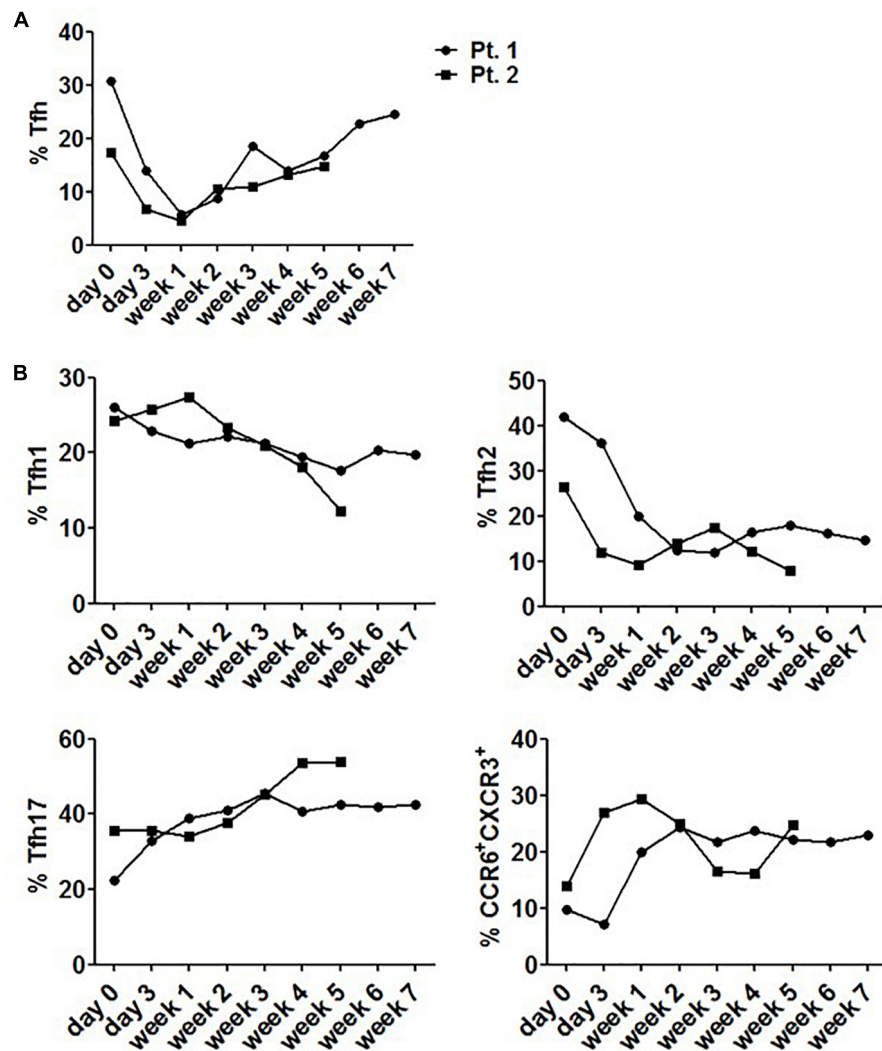 A
% Tfh
40
30
20
10
0
day 0
day 3
week 1
week 2
week 3
week 4
week 5
week 6
week 7
Pt. 1
Pt. 2
B
% Tfh1
30
20
10
0
day 0
day 3
week 1
week 2
week 3
week 4
week 5
week 6
week 7
% Tfh2
50
40
30
20
10
0
day 0
day 3
week 1
week 2
week 3
week 4
week 5
week 6
week 7
% Tfh17
60
40
20
0
day 0
day 3
week 1
week 2
week 3
week 4
week 5
week 6
week 7
% CCR6⁺CXCR3⁺
40
30
20
10
0
day 0
day 3
week 1
week 2
week 3
week 4
week 5
week 6
week 7